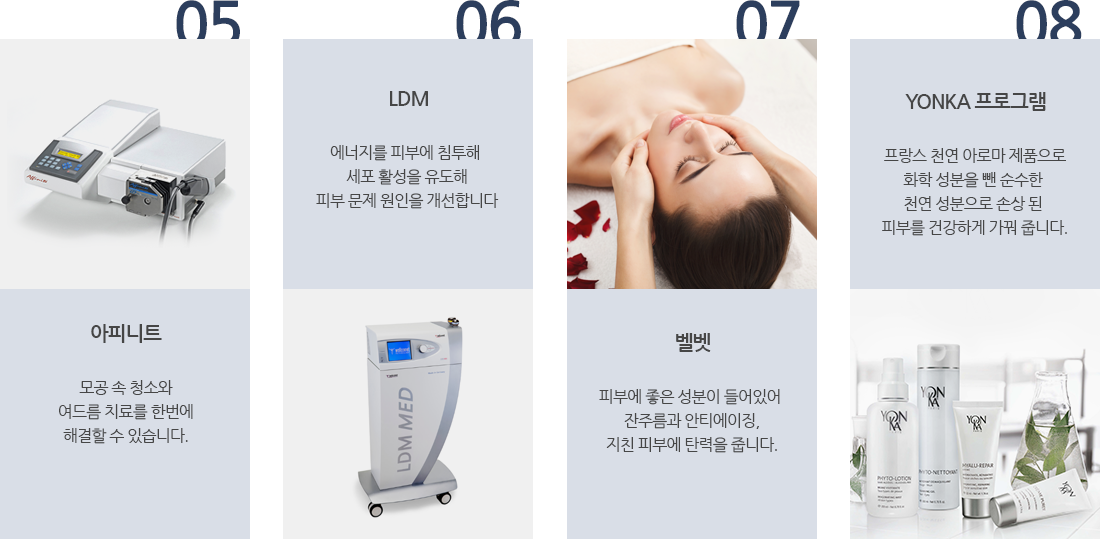 05
아피니트
모공 속 청소와
여드름 치료를 한번에
해결할 수 있습니다.
06
LDM
에너지를 피부에 침투해
세포 활성을 유도해
피부 문제 원인을 개선합니다
LDM MED
07
벨벳
피부에 좋은 성분이 들어있어
잔주름과 안티에이징,
지친 피부에 탄력을 줍니다.
08
YONKA 프로그램
프랑스 천연 아로마 제품으로
화학 성분을 뺀 순수한
천연 성분으로 손상 된
피부를 건강하게 가꿔 줍니다.
YON
KA
PHYTO-LOTION
YON
KA
PHYTO-NETTOYANT
YON
KA
HYALU-REPAIR
YON
KA